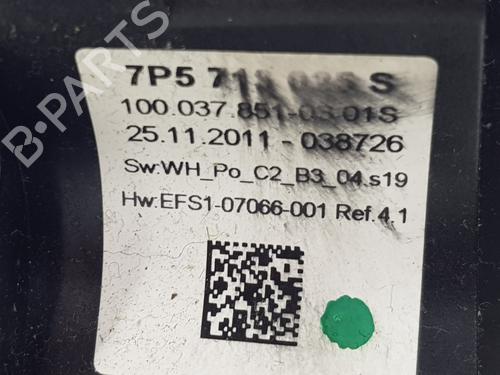 7P5 S
100.037.851-03.01S
25.11.2011 - 038726
Sw:WH_Po_C2_B3_04.s19
Hw:EFS1-07066-001 Ref.4.1
B-PARTS